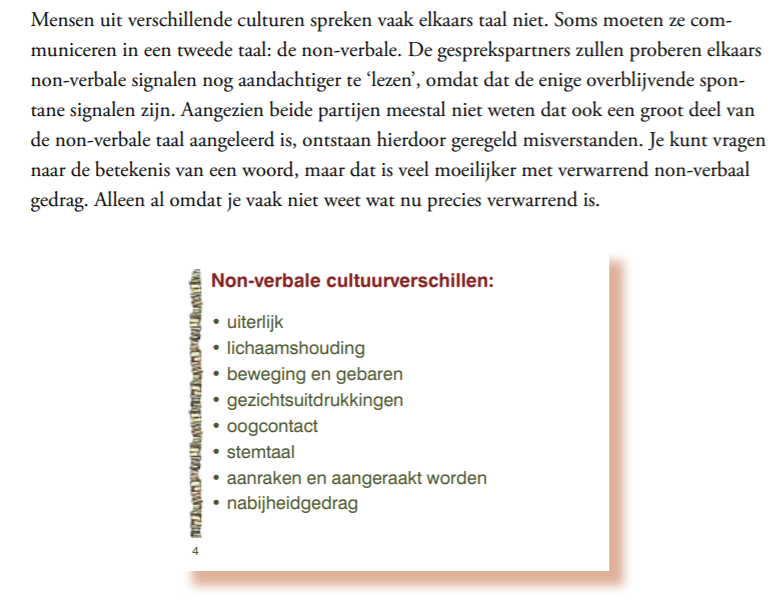 Mensen uit verschillende culturen spreken vaak elkaars taal niet. Soms moeten ze com-
municeren in een tweede taal: de non-verbale. De gesprekspartners zullen proberen elkaars
non-verbale signalen nog aandachtiger te ‘lezen’, omdat dat de enige overblijvende spon-
tane signalen zijn. Aangezien beide partijen meestal niet weten dat ook een groot deel van
de non-verbale taal aangeleerd is, ontstaan hierdoor geregeld misverstanden. Je kunt vragen
naar de betekenis van een woord, maar dat is veel moeilijker met verwarrend non-verbaal
gedrag. Alleen al omdat je vaak niet weet wat nu precies verwarrend is.
Non-verbale cultuurverschillen:
• uiterlijk
• lichaamshouding
• beweging en gebaren
• gezichtsuitdrukkingen
• oogcontact
• stemtaal
• aanraken en aangeraakt worden
• nabijheidgedrag
4